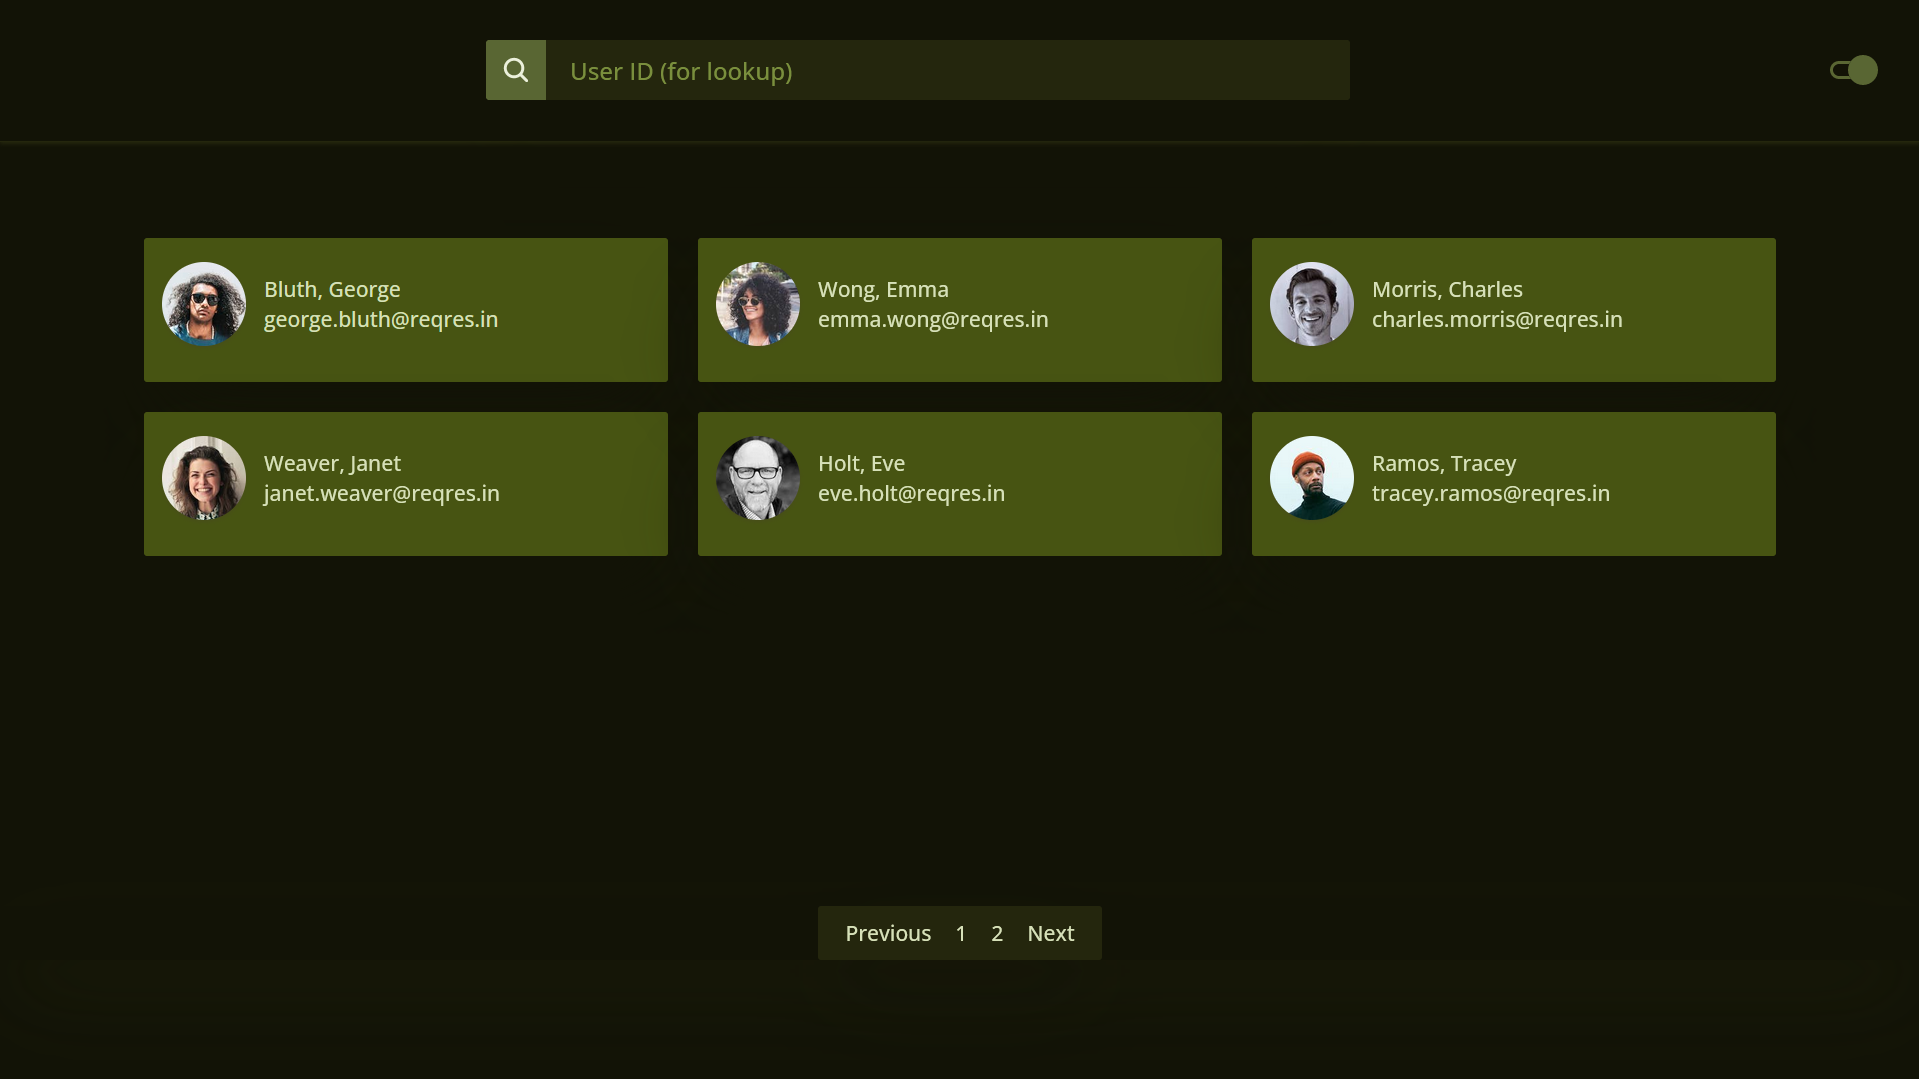 User ID (for lookup)
Bluth, George
george.bluth@reqres.in
Wong, Emma
emma.wong@reqres.in
Morris, Charles
charles.morris@reqres.in
Weaver, Janet
janet.weaver@reqres.in
Holt, Eve
eve.holt@reqres.in
Ramos, Tracey
tracey.ramos@reqres.in
Previous 1 2 Next